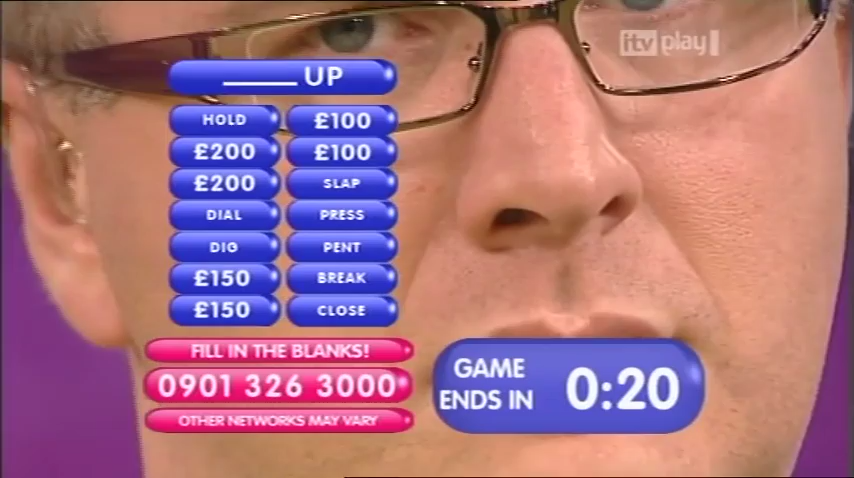 itv play
_____ UP
HOLD £100
£200 £100
£200 SLAP
DIAL PRESS
DIG PENT
£150 BREAK
£150 CLOSE
FILL IN THE BLANKS!
0901 326 3000
OTHER NETWORKS MAY VARY
GAME
ENDS IN 0:20